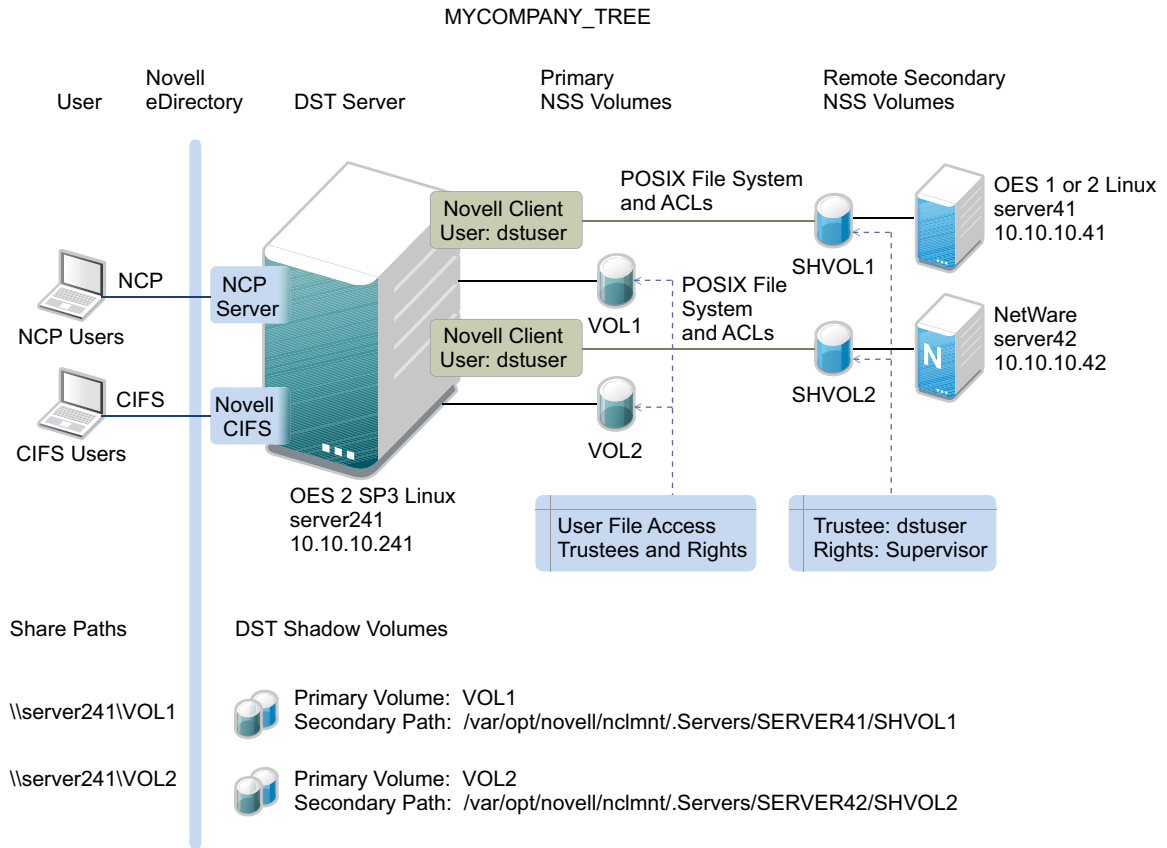 MYCOMPANY_TREE
User
Novell
eDirectory
DST Server
Primary
NSS Volumes
Remote Secondary
NSS Volumes
NCP Users
NCP
NCP
Server
CIFS Users
CIFS
Novell
CIFS
OES 2 SP3 Linux
server241
10.10.10.241
Novell Client
User: dstuser
POSIX File System
and ACLs
SHVOL1
OES 1 or 2 Linux
server41
10.10.10.41
VOL1
Novell Client
User: dstuser
POSIX File
System
and ACLs
SHVOL2
N
NetWare
server42
10.10.10.42
VOL2
User File Access
Trustees and Rights
Trustee: dstuser
Rights: Supervisor
Share Paths
DST Shadow Volumes
\\server241\VOL1
Primary Volume: VOL1
Secondary Path: /var/opt/novell/nclmnt/.Servers/SERVER41/SHVOL1
\\server241\VOL2
Primary Volume: VOL2
Secondary Path: /var/opt/novell/nclmnt/.Servers/SERVER42/SHVOL2